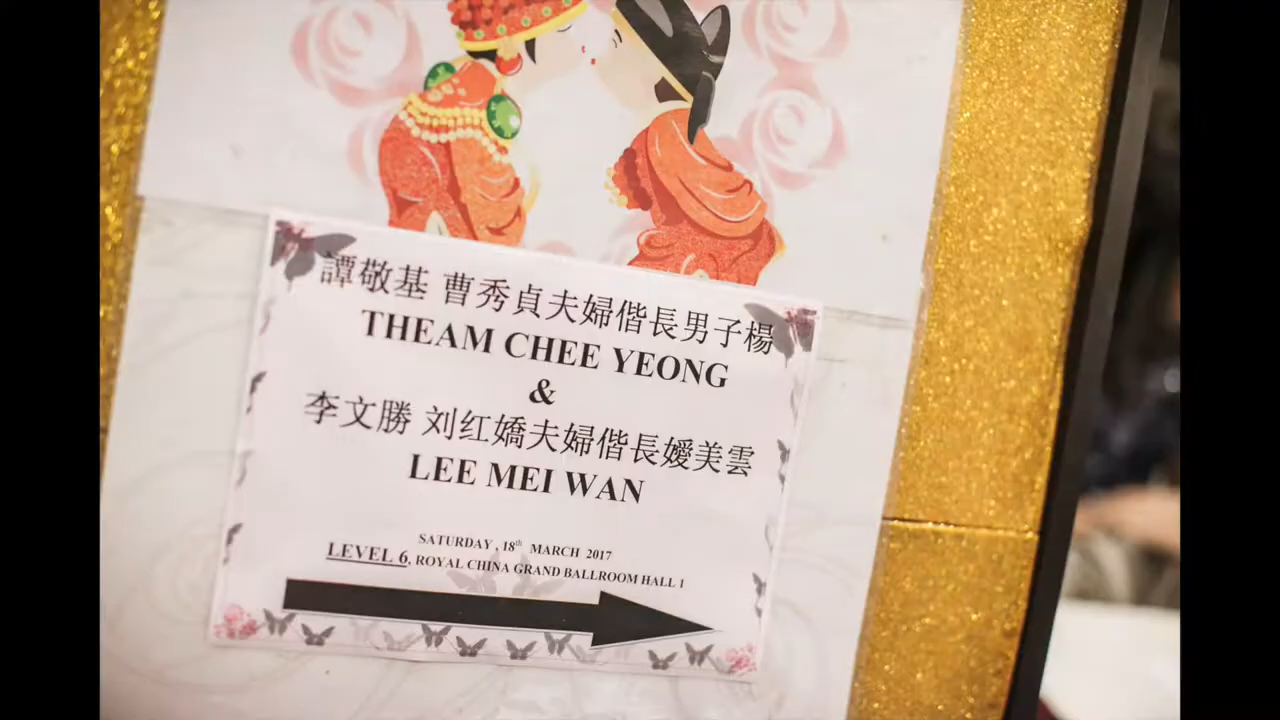 譚敬基 曹秀貞夫婦偕長男子楊
THEAM CHEE YEONG
&
李文勝 刘红嬌夫婦偕長嫒美雲
LEE MEI WAN
SATURDAY , 18th MARCH 2017
LEVEL 6, ROYAL CHINA GRAND BALLROOM HALL 1